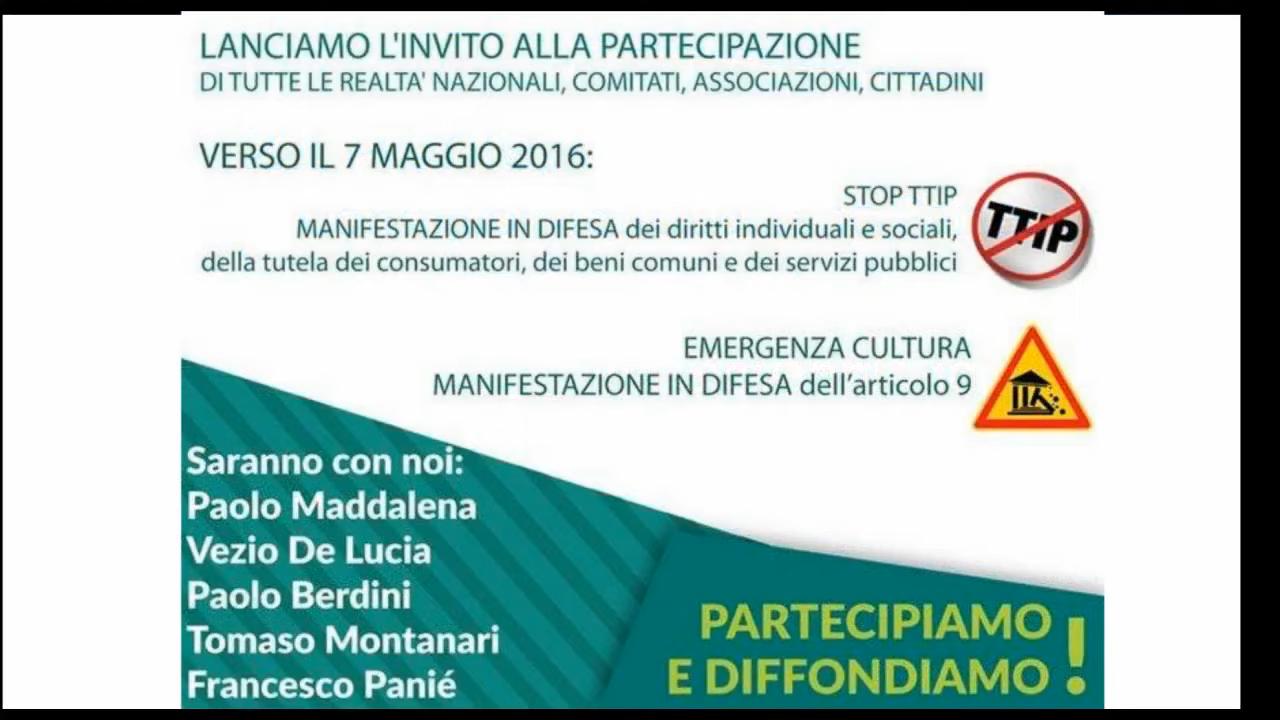 LANCIAMO L'INVITO ALLA PARTECIPAZIONE
DI TUTTE LE REALTA' NAZIONALI, COMITATI, ASSOCIAZIONI, CITTADINI
VERSO IL 7 MAGGIO 2016:
STOP TTIP
MANIFESTAZIONE IN DIFESA dei diritti individuali e sociali,
della tutela dei consumatori, dei beni comuni e dei servizi pubblici
TTIP
EMERGENZA CULTURA
MANIFESTAZIONE IN DIFESA dell'articolo 9
Saranno con noi:
Paolo Maddalena
Vezio De Lucia
Paolo Berdini
Tomaso Montanari
Francesco Panié
PARTECIPIAMO
E DIFFONDIAMO !